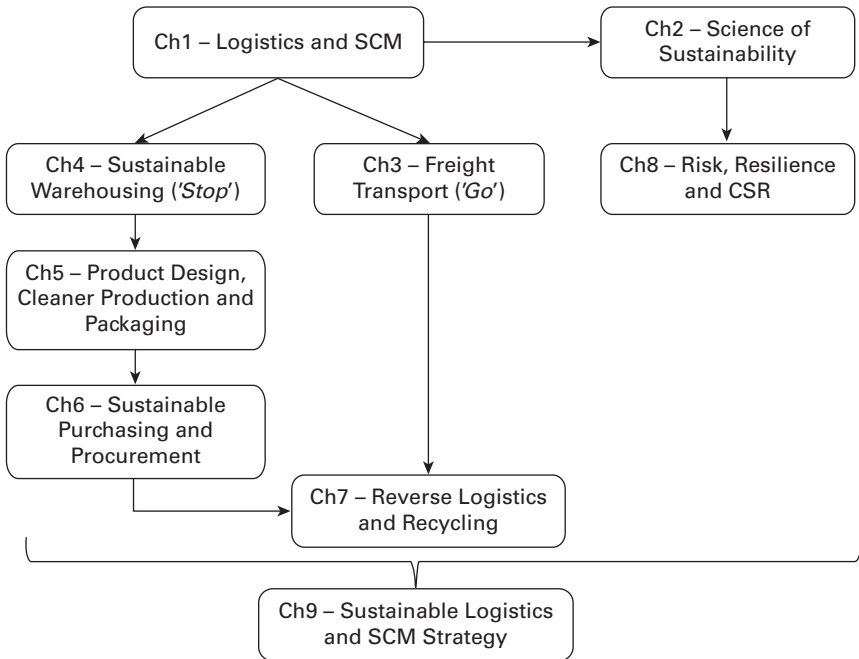 Ch1 – Logistics and SCM
Ch2 – Science of
Sustainability
Ch4 – Sustainable
Warehousing ('Stop')
Ch3 – Freight
Transport ('Go')
Ch8 – Risk, Resilience
and CSR
Ch5 – Product Design,
Cleaner Production and
Packaging
Ch6 – Sustainable
Purchasing and
Procurement
Ch7 – Reverse Logistics
and Recycling
Ch9 – Sustainable Logistics
and SCM Strategy